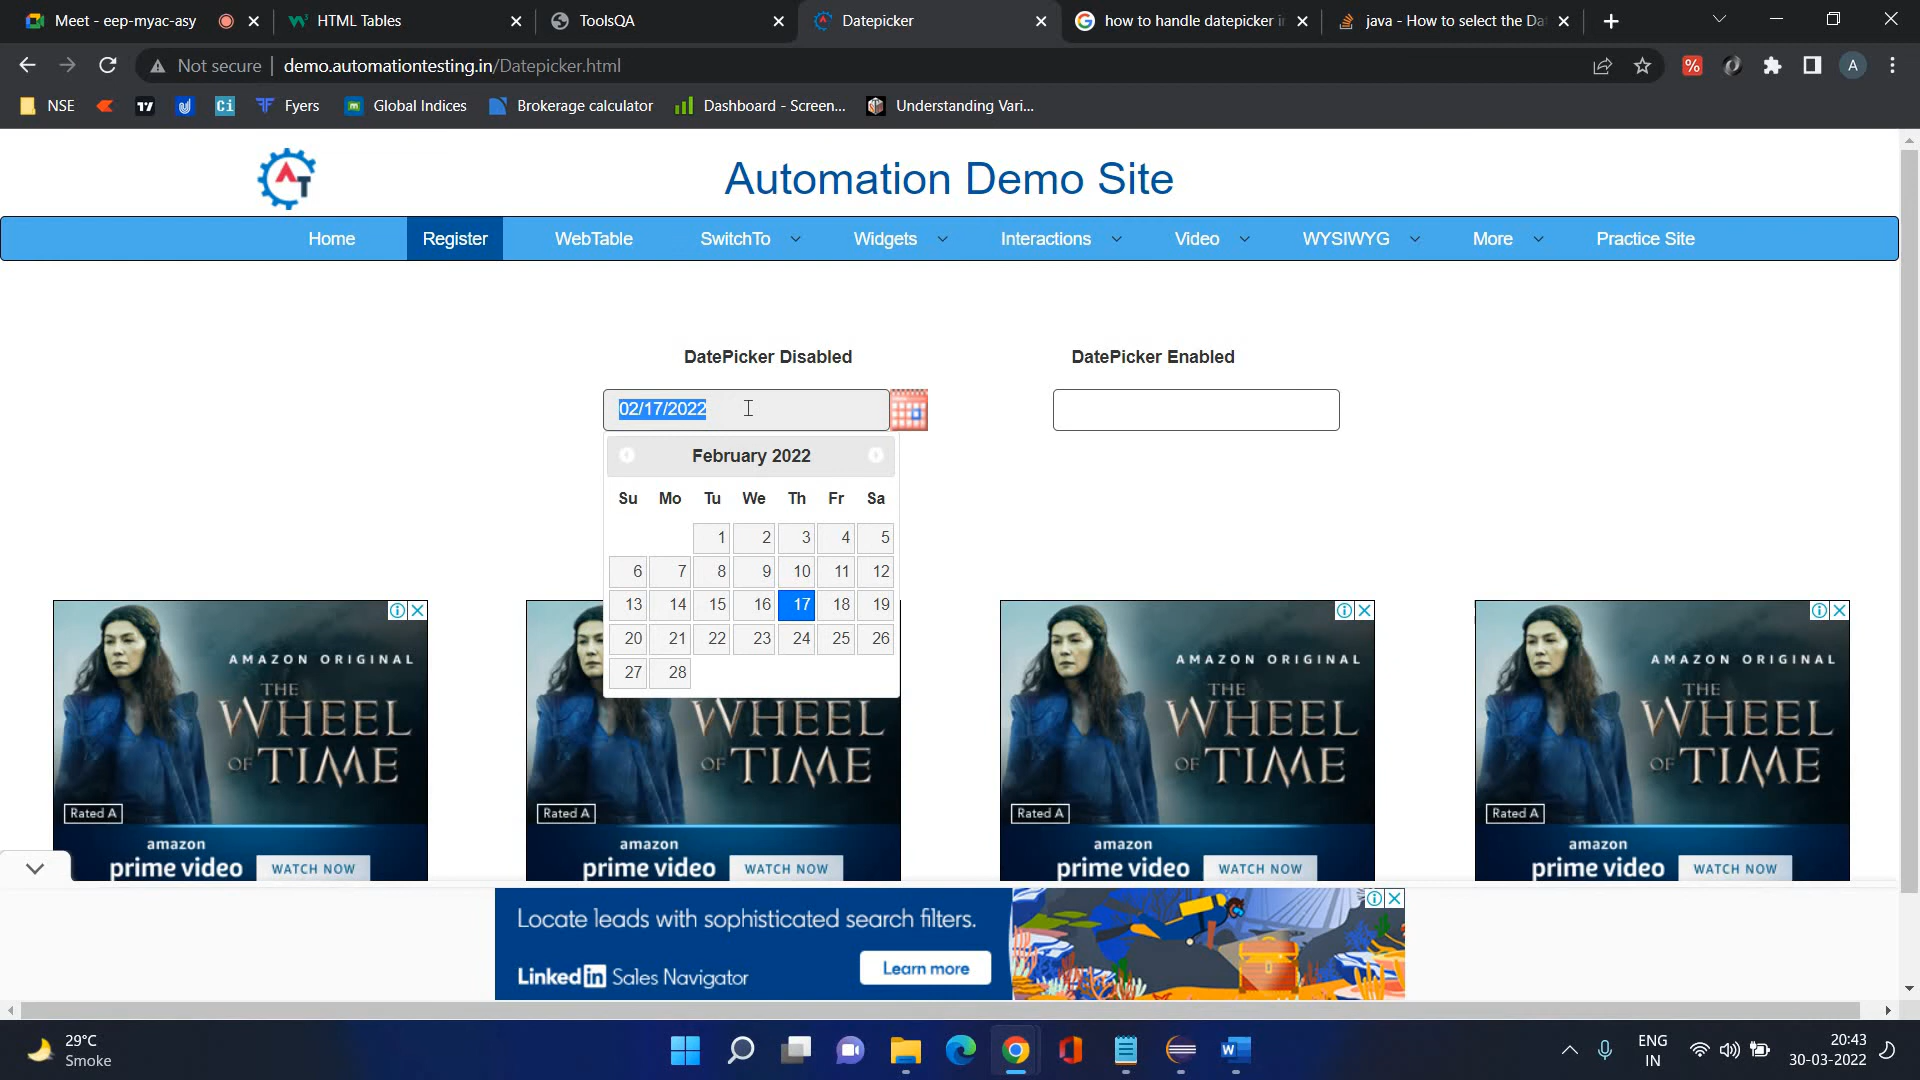 Meet - eep-myac-asy
HTML Tables
ToolsQA
Datepicker
how to handle datepicker i
java - How to select the Da
Not secure
demo.automationtesting.in/Datepicker.html
%
A
NSE
Ci
Fyers
Global Indices
Brokerage calculator
Dashboard - Screen...
Understanding Vari...
AT
Automation Demo Site
Home
Register
WebTable
SwitchTo
Widgets
Interactions
Video
WYSIWYG
More
Practice Site
DatePicker Disabled
DatePicker Enabled
02/17/2022
February 2022
Su Mo Tu We Th Fr Sa
1 2 3 4 5
6 7 8 9 10 11 12
13 14 15 16 17 18 19
20 21 22 23 24 25 26
27 28
AMAZON ORIGINAL
THE
WHEEL
OF TIME
Rated A
amazon
prime video
WATCH NOW
WHEEL
OF TIME
Rated A
amazon
prime video
WATCH NOW
AMAZON ORIGINAL
THE
WHEEL
OF TIME
Rated A
amazon
prime video
WATCH NOW
AMAZON ORIGINAL
THE
WHEEL
OF TIME
Rated A
amazon
prime video
WATCH NOW
Locate leads with sophisticated search filters.
Linked in Sales Navigator
Learn more
29°C
Smoke
ENG
IN
20:43
30-03-2022